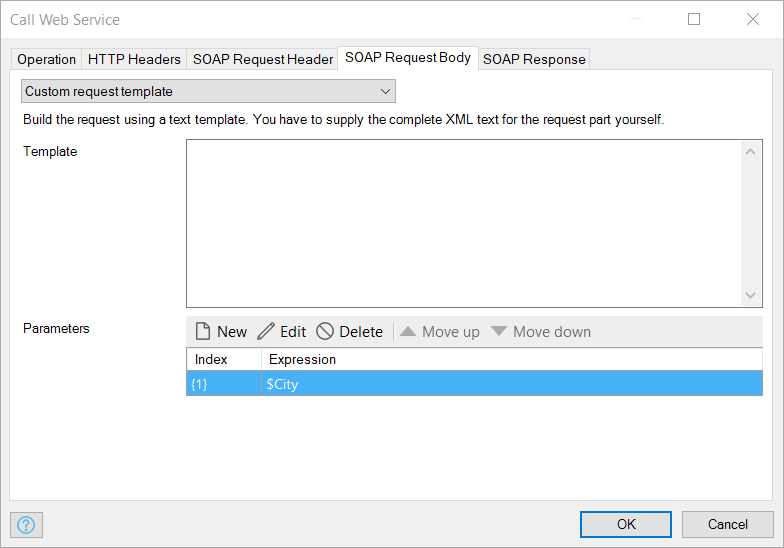 Call Web Service
Operation HTTP Headers SOAP Request Header SOAP Request Body SOAP Response
Custom request template
Build the request using a text template. You have to supply the complete XML text for the request part yourself.
Template
Parameters New Edit Delete Move up Move down
Index Expression
{1} $City
? OK Cancel